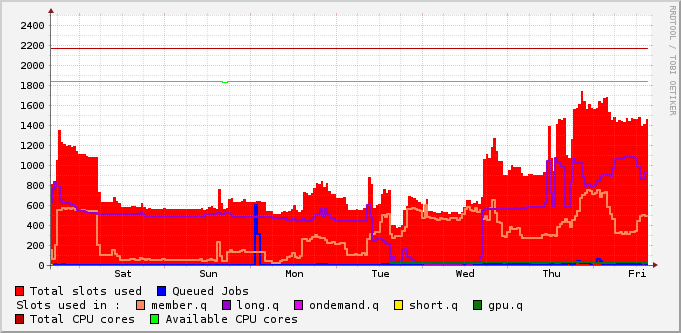 RRDTOOL / TOBI OETIKER
2400
2200
2000
1800
1600
1400
1200
1000
800
600
400
200
0
Sat Sun Mon Tue Wed Thu Fri
Total slots used Queued Jobs
Slots used in : member.q long.q ondemand.q short.q gpu.q
Total CPU cores Available CPU cores